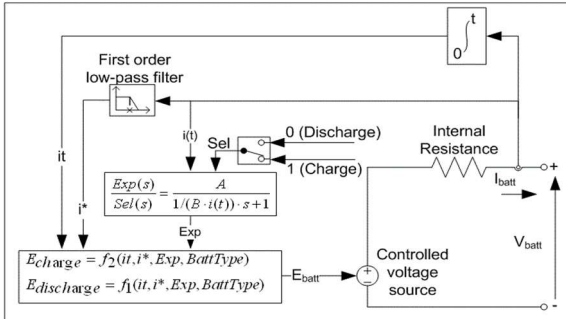 t
∫
0
First order
low-pass filter
i(t)
Sel
0 (Discharge)
1 (Charge)
Internal
Resistance
+
it
i*
Exp(s)/Sel(s) = A/(1/(B·i(t))·s+1)
I_batt
Exp
E_charge = f_2(it, i*, Exp, BattType)
E_discharge = f_1(it, i*, Exp, BattType)
E_batt
+
-
Controlled
voltage
source
V_batt
-